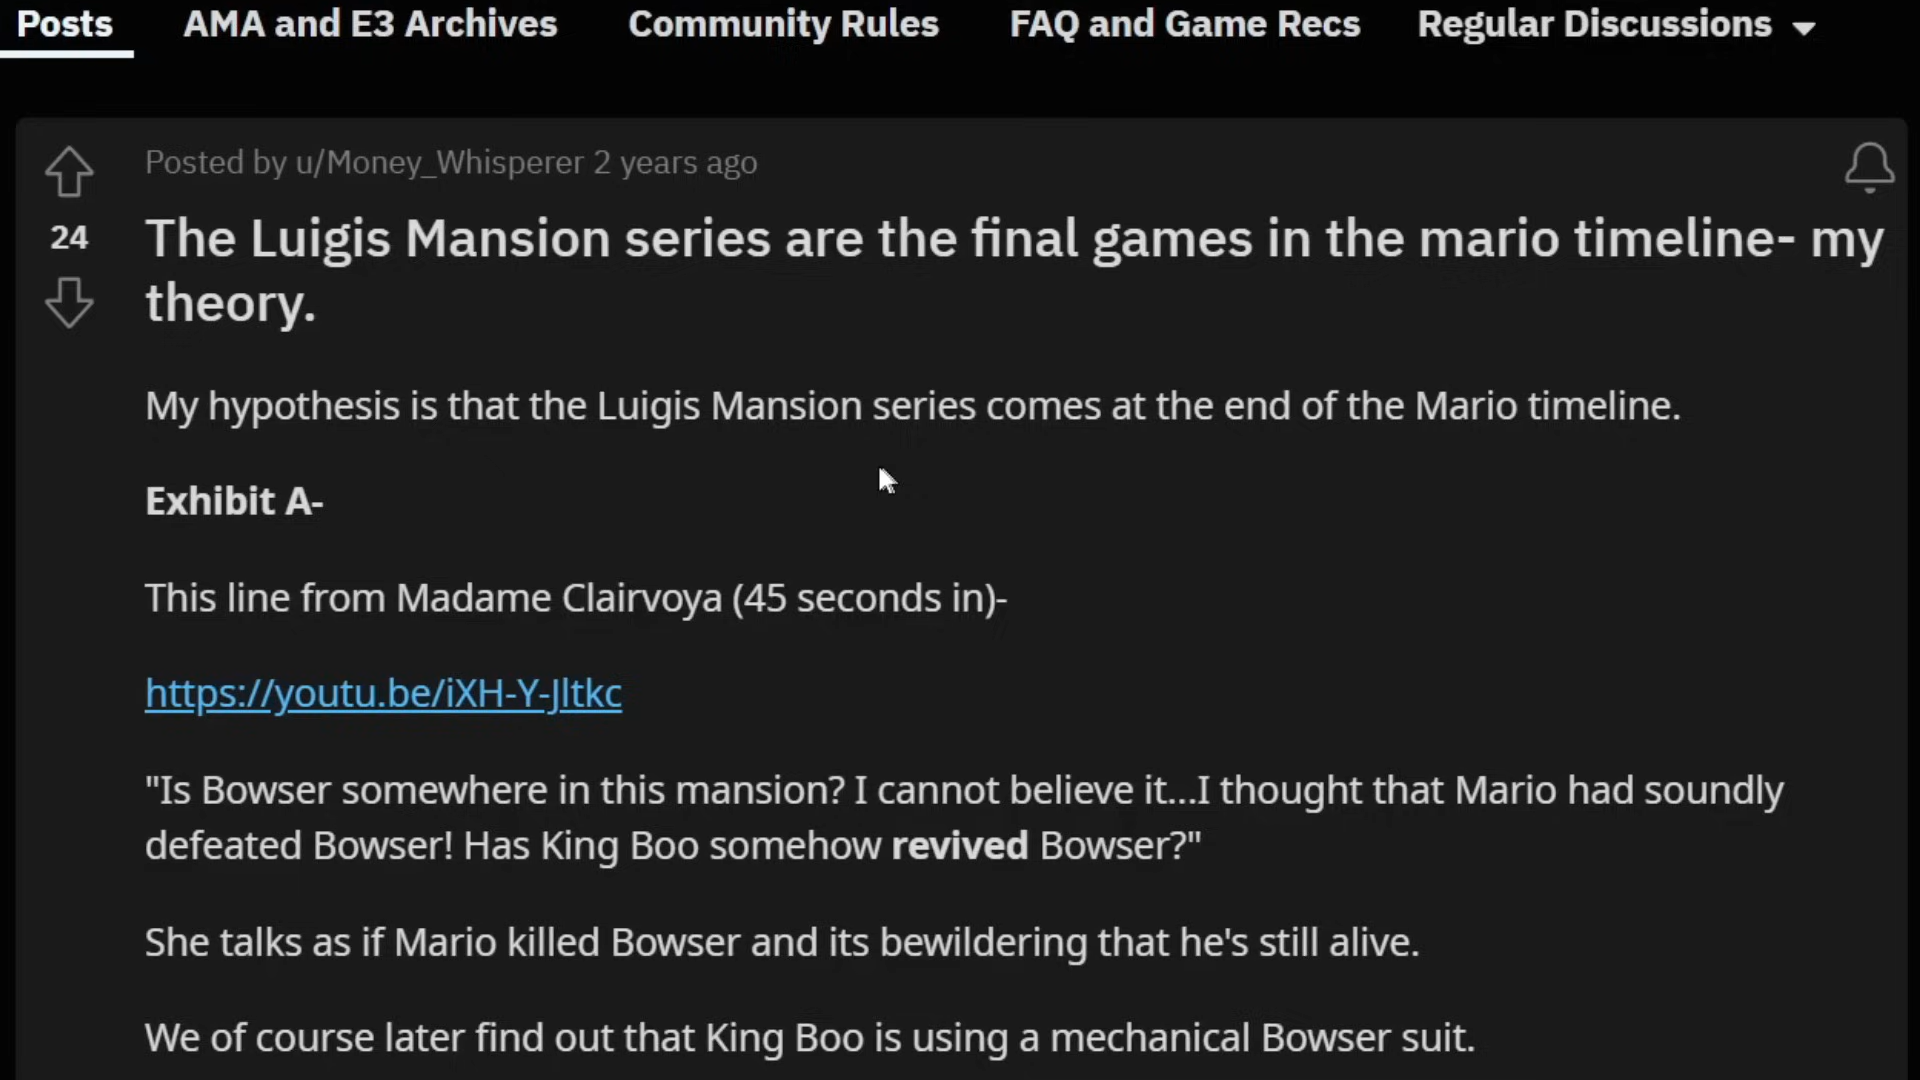 Posts AMA and E3 Archives Community Rules FAQ and Game Recs Regular Discussions
Posted by u/Money_Whisperer 2 years ago
24
The Luigis Mansion series are the final games in the mario timeline- my
theory.
My hypothesis is that the Luigis Mansion series comes at the end of the Mario timeline.
Exhibit A-
This line from Madame Clairvoya (45 seconds in)-
https://youtu.be/iXH-Y-Jltkc
"Is Bowser somewhere in this mansion? I cannot believe it...I thought that Mario had soundly
defeated Bowser! Has King Boo somehow revived Bowser?"
She talks as if Mario killed Bowser and its bewildering that he's still alive.
We of course later find out that King Boo is using a mechanical Bowser suit.